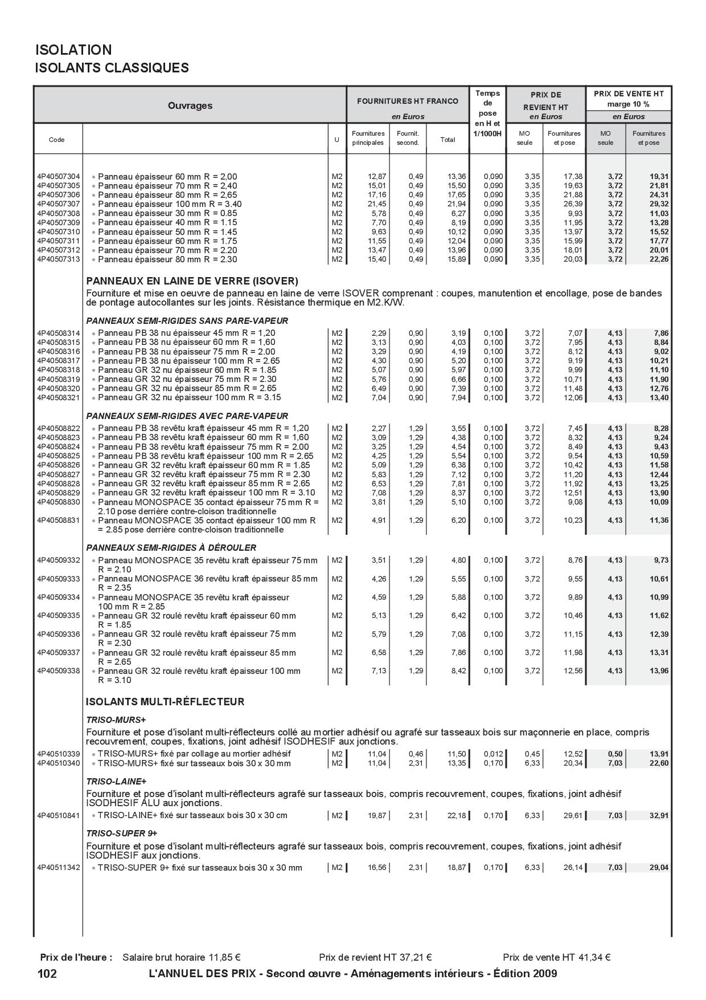 ISOLATION
ISOLANTS CLASSIQUES
Ouvrages FOURNITURES HT FRANCO en Euros Temps de pose en H et 1/1000H PRIX DE REVIENT HT en Euros PRIX DE VENTE HT marge 10 % en Euros
Code U Fournitures principales Fournit. second. Total MO seule Fournitures et pose MO seule Fournitures et pose
4P40507304 • Panneau épaisseur 60 mm R = 2,00 M2 12,87 0,49 13,36 0,090 3,35 17,38 3,72 19,31
4P40507305 • Panneau épaisseur 70 mm R = 2,40 M2 15,01 0,49 15,50 0,090 3,35 19,63 3,72 21,81
4P40507306 • Panneau épaisseur 80 mm R = 2,65 M2 17,16 0,49 17,65 0,090 3,35 21,88 3,72 24,31
4P40507307 • Panneau épaisseur 100 mm R = 3.40 M2 21,45 0,49 21,94 0,090 3,35 26,39 3,72 29,32
4P40507308 • Panneau épaisseur 30 mm R = 0.85 M2 5,78 0,49 6,27 0,090 3,35 9,93 3,72 11,03
4P40507309 • Panneau épaisseur 40 mm R = 1.15 M2 7,70 0,49 8,19 0,090 3,35 11,95 3,72 13,28
4P40507310 • Panneau épaisseur 50 mm R = 1.45 M2 9,63 0,49 10,12 0,090 3,35 13,97 3,72 15,52
4P40507311 • Panneau épaisseur 60 mm R = 1.75 M2 11,55 0,49 12,04 0,090 3,35 15,99 3,72 17,77
4P40507312 • Panneau épaisseur 70 mm R = 2.20 M2 13,47 0,49 13,96 0,090 3,35 18,01 3,72 20,01
4P40507313 • Panneau épaisseur 80 mm R = 2.30 M2 15,40 0,49 15,89 0,090 3,35 20,03 3,72 22,26
PANNEAUX EN LAINE DE VERRE (ISOVER)
Fourniture et mise en oeuvre de panneau en laine de verre ISOVER comprenant : coupes, manutention et encollage, pose de bandes
de pontage autocollantes sur les joints. Résistance thermique en M2.K/W.
PANNEAUX SEMI-RIGIDES SANS PARE-VAPEUR
4P40508314 • Panneau PB 38 nu épaisseur 45 mm R = 1,20 M2 2,29 0,90 3,19 0,100 3,72 7,07 4,13 7,86
4P40508315 • Panneau PB 38 nu épaisseur 60 mm R = 1,60 M2 3,13 0,90 4,03 0,100 3,72 7,95 4,13 8,84
4P40508316 • Panneau PB 38 nu épaisseur 75 mm R = 2.00 M2 3,29 0,90 4,19 0,100 3,72 8,12 4,13 9,02
4P40508317 • Panneau PB 38 nu épaisseur 100 mm R = 2.65 M2 4,30 0,90 5,20 0,100 3,72 9,19 4,13 10,21
4P40508318 • Panneau GR 32 nu épaisseur 60 mm R = 1.85 M2 5,07 0,90 5,97 0,100 3,72 9,99 4,13 11,10
4P40508319 • Panneau GR 32 nu épaisseur 75 mm R = 2.30 M2 5,76 0,90 6,66 0,100 3,72 10,71 4,13 11,90
4P40508320 • Panneau GR 32 nu épaisseur 85 mm R = 2.65 M2 6,49 0,90 7,39 0,100 3,72 11,48 4,13 12,76
4P40508321 • Panneau GR 32 nu épaisseur 100 mm R = 3.15 M2 7,04 0,90 7,94 0,100 3,72 12,06 4,13 13,40
PANNEAUX SEMI-RIGIDES AVEC PARE-VAPEUR
4P40508822 • Panneau PB 38 revêtu kraft épaisseur 45 mm R = 1,20 M2 2,27 1,29 3,55 0,100 3,72 7,45 4,13 8,28
4P40508823 • Panneau PB 38 revêtu kraft épaisseur 60 mm R = 1,60 M2 3,09 1,29 4,38 0,100 3,72 8,32 4,13 9,24
4P40508824 • Panneau PB 38 revêtu kraft épaisseur 75 mm R = 2.00 M2 3,25 1,29 4,54 0,100 3,72 8,49 4,13 9,43
4P40508825 • Panneau PB 38 revêtu kraft épaisseur 100 mm R = 2.65 M2 4,25 1,29 5,54 0,100 3,72 9,54 4,13 10,59
4P40508826 • Panneau GR 32 revêtu kraft épaisseur 60 mm R = 1.85 M2 5,09 1,29 6,38 0,100 3,72 10,42 4,13 11,58
4P40508827 • Panneau GR 32 revêtu kraft épaisseur 75 mm R = 2.30 M2 5,83 1,29 7,12 0,100 3,72 11,20 4,13 12,44
4P40508828 • Panneau GR 32 revêtu kraft épaisseur 85 mm R = 2.65 M2 6,53 1,29 7,81 0,100 3,72 11,92 4,13 13,25
4P40508829 • Panneau GR 32 revêtu kraft épaisseur 100 mm R = 3.10 M2 7,08 1,29 8,37 0,100 3,72 12,51 4,13 13,90
4P40508830 • Panneau MONOSPACE 35 contact épaisseur 75 mm R = M2 3,81 1,29 5,10 0,100 3,72 9,08 4,13 10,09
2.10 pose derrière contre-cloison traditionnelle
4P40508831 • Panneau MONOSPACE 35 contact épaisseur 100 mm R M2 4,91 1,29 6,20 0,100 3,72 10,23 4,13 11,36
= 2.85 pose derrière contre-cloison traditionnelle
PANNEAUX SEMI-RIGIDES À DÉROULER
4P40509332 • Panneau MONOSPACE 35 revêtu kraft épaisseur 75 mm M2 3,51 1,29 4,80 0,100 3,72 8,76 4,13 9,73
R = 2.10
4P40509333 • Panneau MONOSPACE 36 revêtu kraft épaisseur 85 mm M2 4,26 1,29 5,55 0,100 3,72 9,55 4,13 10,61
R = 2.35
4P40509334 • Panneau MONOSPACE 35 revêtu kraft épaisseur M2 4,59 1,29 5,88 0,100 3,72 9,89 4,13 10,99
100 mm R = 2.85
4P40509335 • Panneau GR 32 roulé revêtu kraft épaisseur 60 mm M2 5,13 1,29 6,42 0,100 3,72 10,46 4,13 11,62
R = 1.85
4P40509336 • Panneau GR 32 roulé revêtu kraft épaisseur 75 mm M2 5,79 1,29 7,08 0,100 3,72 11,15 4,13 12,39
R = 2.30
4P40509337 • Panneau GR 32 roulé revêtu kraft épaisseur 85 mm M2 6,58 1,29 7,86 0,100 3,72 11,98 4,13 13,31
R = 2.65
4P40509338 • Panneau GR 32 roulé revêtu kraft épaisseur 100 mm M2 7,13 1,29 8,42 0,100 3,72 12,56 4,13 13,96
R = 3.10
ISOLANTS MULTI-RÉFLECTEUR
TRISO-MURS+
Fourniture et pose d'isolant multi-réflecteurs collé au mortier adhésif ou agrafé sur tasseaux bois sur maçonnerie en place, compris
recouvrement, coupes, fixations, joint adhésif ISODHESIF aux jonctions.
4P40510339 • TRISO-MURS+ fixé par collage au mortier adhésif M2 11,04 0,46 11,50 0,012 0,45 12,52 0,50 13,91
4P40510340 • TRISO-MURS+ fixé sur tasseaux bois 30 x 30 mm M2 11,04 2,31 13,35 0,170 6,33 20,34 7,03 22,60
TRISO-LAINE+
Fourniture et pose d'isolant multi-réflecteurs agrafé sur tasseaux bois, compris recouvrement, coupes, fixations, joint adhésif
ISODHESIF ALU aux jonctions.
4P40510841 • TRISO-LAINE+ fixé sur tasseaux bois 30 x 30 cm M2 19,87 2,31 22,18 0,170 6,33 29,61 7,03 32,91
TRISO-SUPER 9+
Fourniture et pose d'isolant multi-réflecteurs agrafé sur tasseaux bois, compris recouvrement, coupes, fixations, joint adhésif
ISODHESIF aux jonctions.
4P40511342 • TRISO-SUPER 9+ fixé sur tasseaux bois 30 x 30 mm M2 16,56 2,31 18,87 0,170 6,33 26,14 7,03 29,04
Prix de l'heure : Salaire brut horaire 11,85 € Prix de revient HT 37,21 € Prix de vente HT 41,34 €
102 L'ANNUEL DES PRIX - Second œuvre - Aménagements intérieurs - Édition 2009